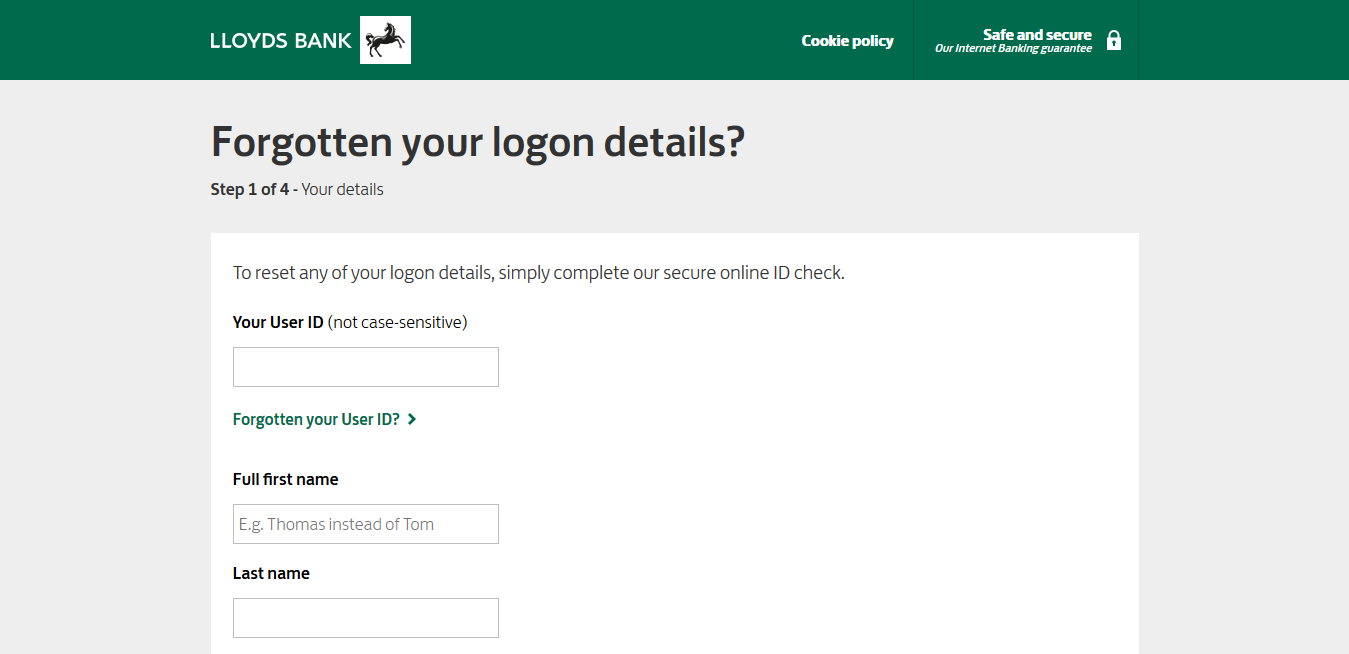 LLOYDS BANK
Cookie policy
Safe and secure
Our Internet Banking guarantee
Forgotten your logon details?
Step 1 of 4 - Your details
To reset any of your logon details, simply complete our secure online ID check.
Your User ID (not case-sensitive)
Forgotten your User ID?
Full first name
E.g. Thomas instead of Tom
Last name